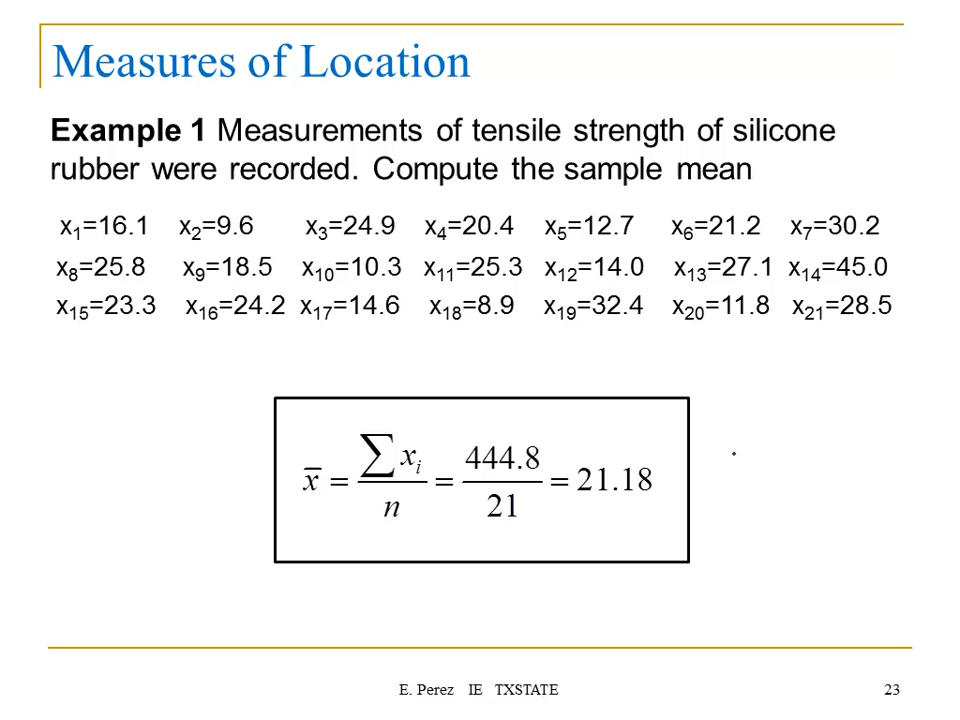 Measures of Location
Example 1 Measurements of tensile strength of silicone
rubber were recorded. Compute the sample mean
x₁=16.1 x₂=9.6 x₃=24.9 x₄=20.4 x₅=12.7 x₆=21.2 x₇=30.2
x₈=25.8 x₉=18.5 x₁₀=10.3 x₁₁=25.3 x₁₂=14.0 x₁₃=27.1 x₁₄=45.0
x₁₅=23.3 x₁₆=24.2 x₁₇=14.6 x₁₈=8.9 x₁₉=32.4 x₂₀=11.8 x₂₁=28.5
x̄ = ∑xᵢ / n = 444.8 / 21 = 21.18
E. Perez IE TXSTATE 23